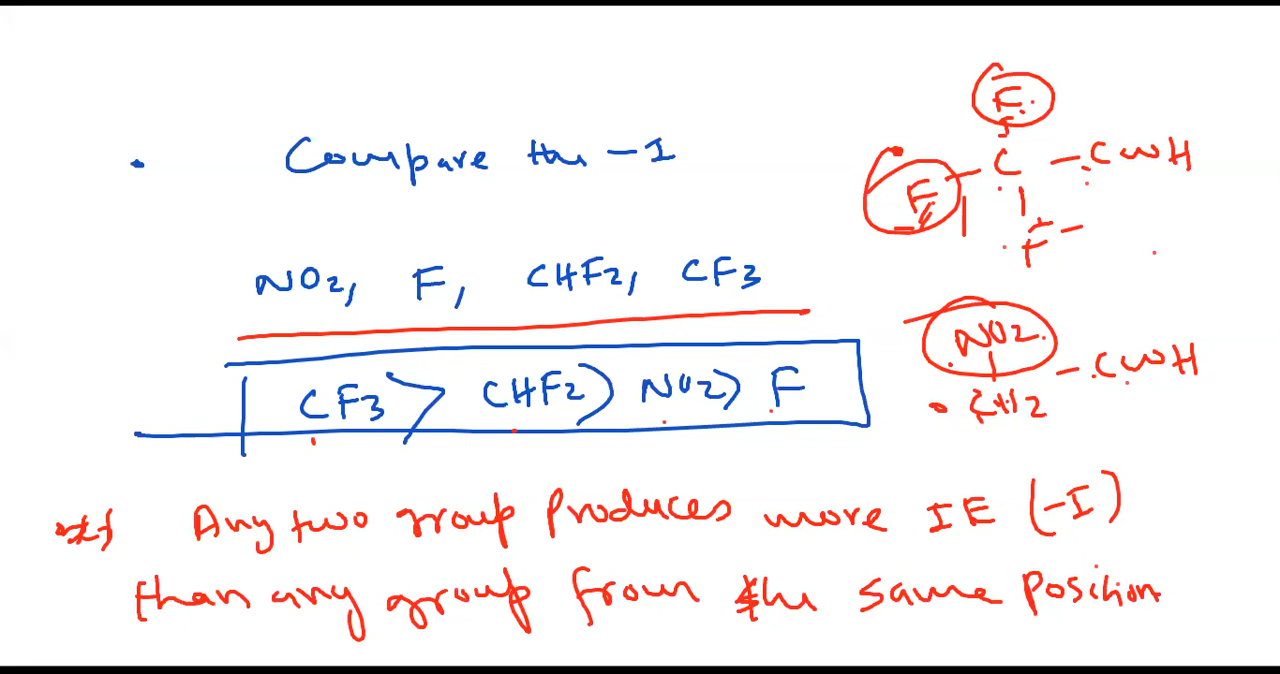 Compare the -I
NO2, F, CHF2, CF3
CF3 > CHF2 > NO2 > F
F
F - C - COOH
F
NO2
CH2 - COOH
Any two group produces more IE (-I)
than any group from the same position